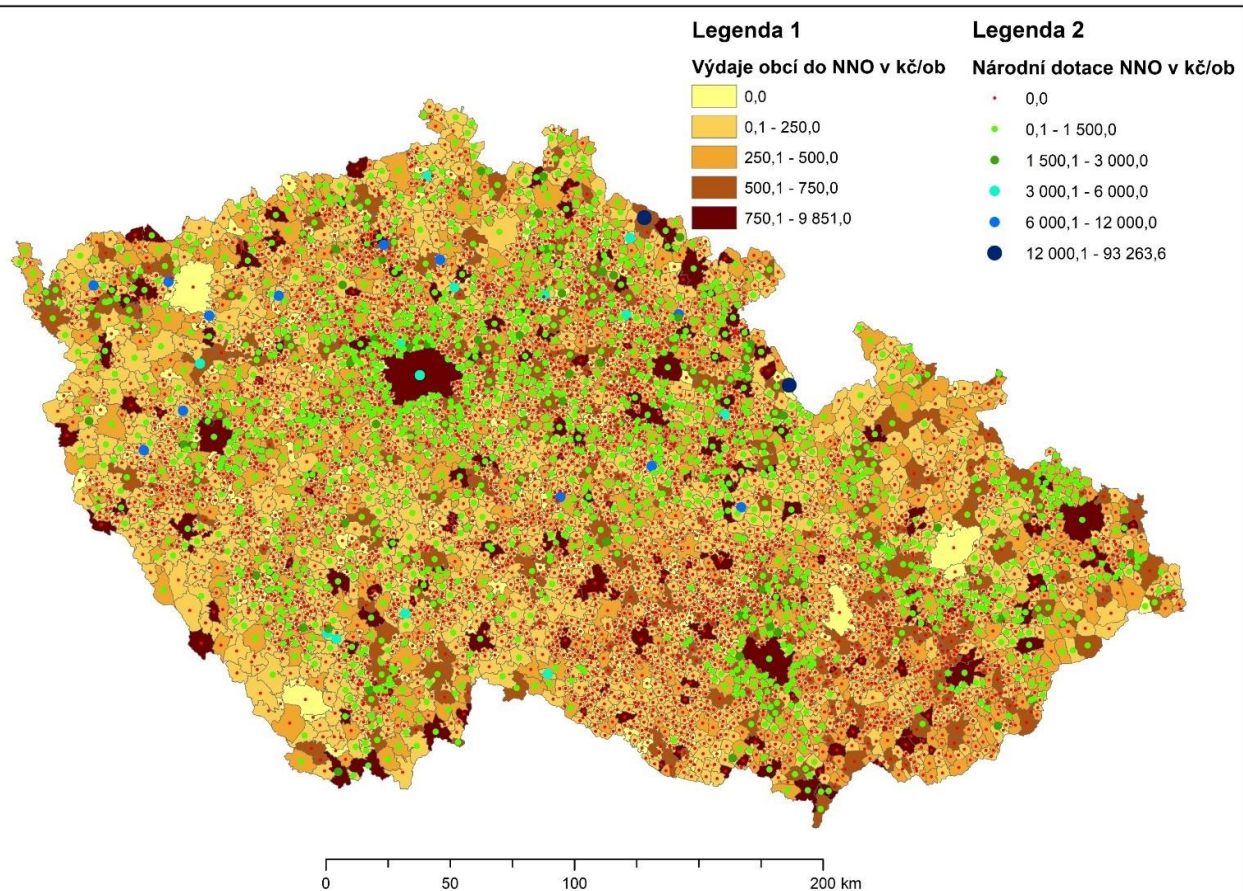 Legenda 1
Výdaje obcí do NNO v kč/ob
0,0
0,1 - 250,0
250,1 - 500,0
500,1 - 750,0
750,1 - 9 851,0
Legenda 2
Národní dotace NNO v kč/ob
0,0
0,1 - 1 500,0
1 500,1 - 3 000,0
3 000,1 - 6 000,0
6 000,1 - 12 000,0
12 000,1 - 93 263,6
0 50 100 200 km